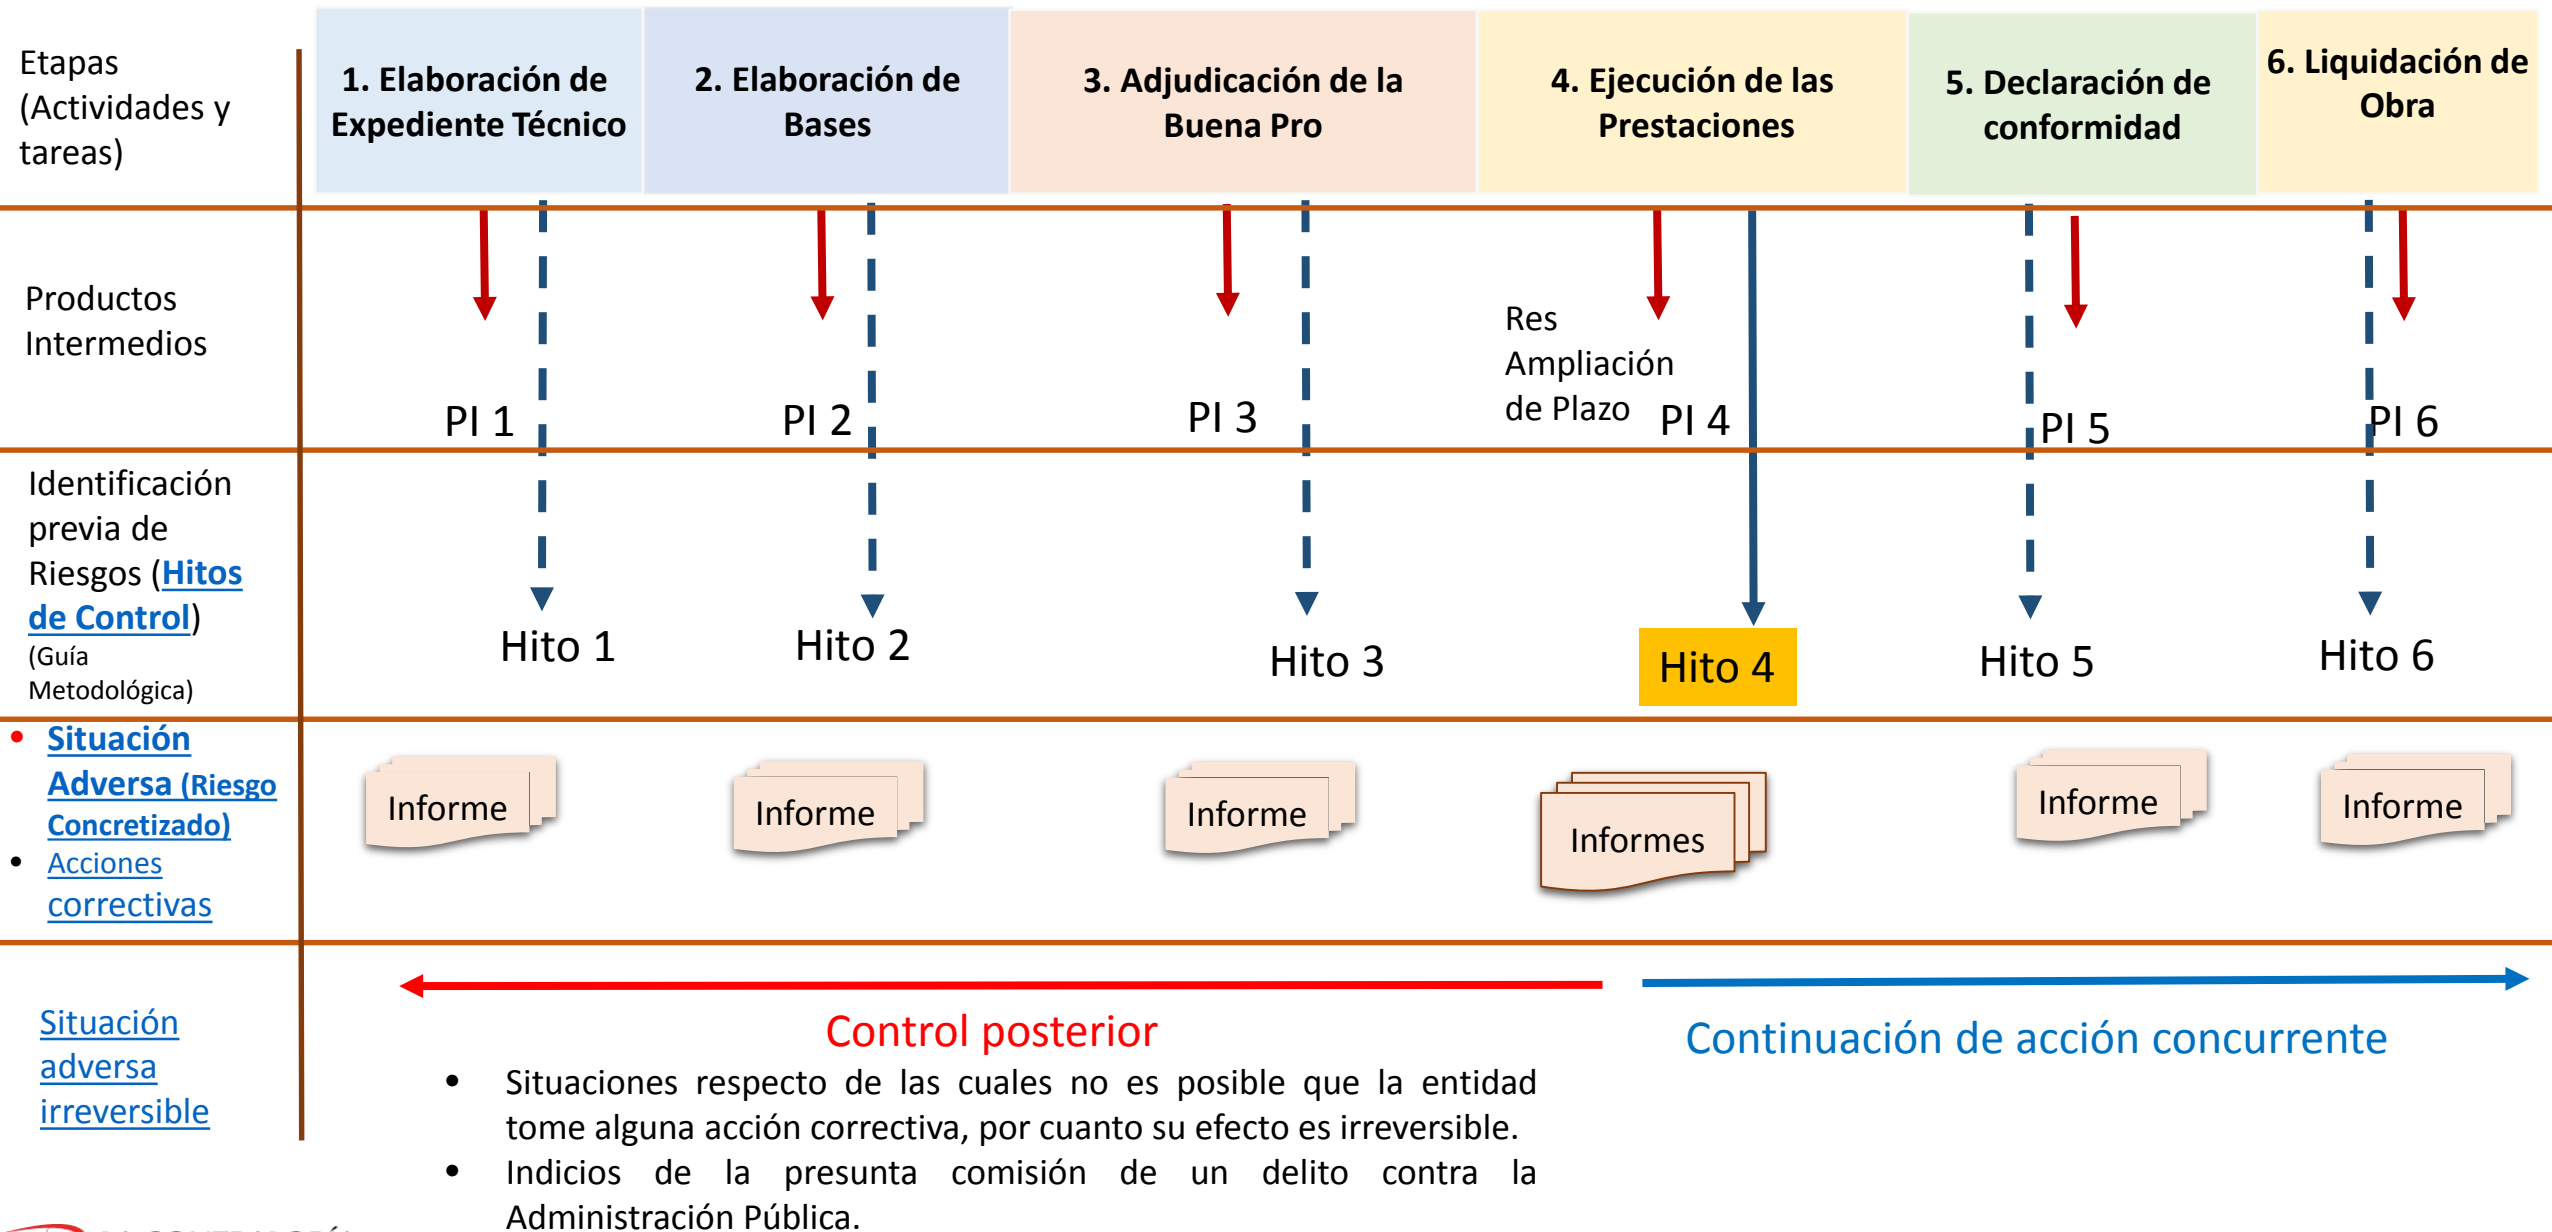 Etapas
(Actividades y
tareas)
1. Elaboración de
Expediente Técnico
2. Elaboración de
Bases
3. Adjudicación de la
Buena Pro
4. Ejecución de las
Prestaciones
5. Declaración de
conformidad
6. Liquidación de
Obra
Productos
Intermedios
PI 1
PI 2
PI 3
Res
Ampliación
de Plazo
PI 4
PI 5
PI 6
Identificación
previa de
Riesgos (Hitos
de Control)
(Guía
Metodológica)
Hito 1
Hito 2
Hito 3
Hito 4
Hito 5
Hito 6
• Situación
Adversa (Riesgo
Concretizado)
• Acciones
correctivas
Informe
Informe
Informe
Informes
Informe
Informe
Situación
adversa
irreversible
Control posterior
• Situaciones respecto de las cuales no es posible que la entidad
tome alguna acción correctiva, por cuanto su efecto es irreversible.
• Indicios de la presunta comisión de un delito contra la
Administración Pública.
Continuación de acción concurrente